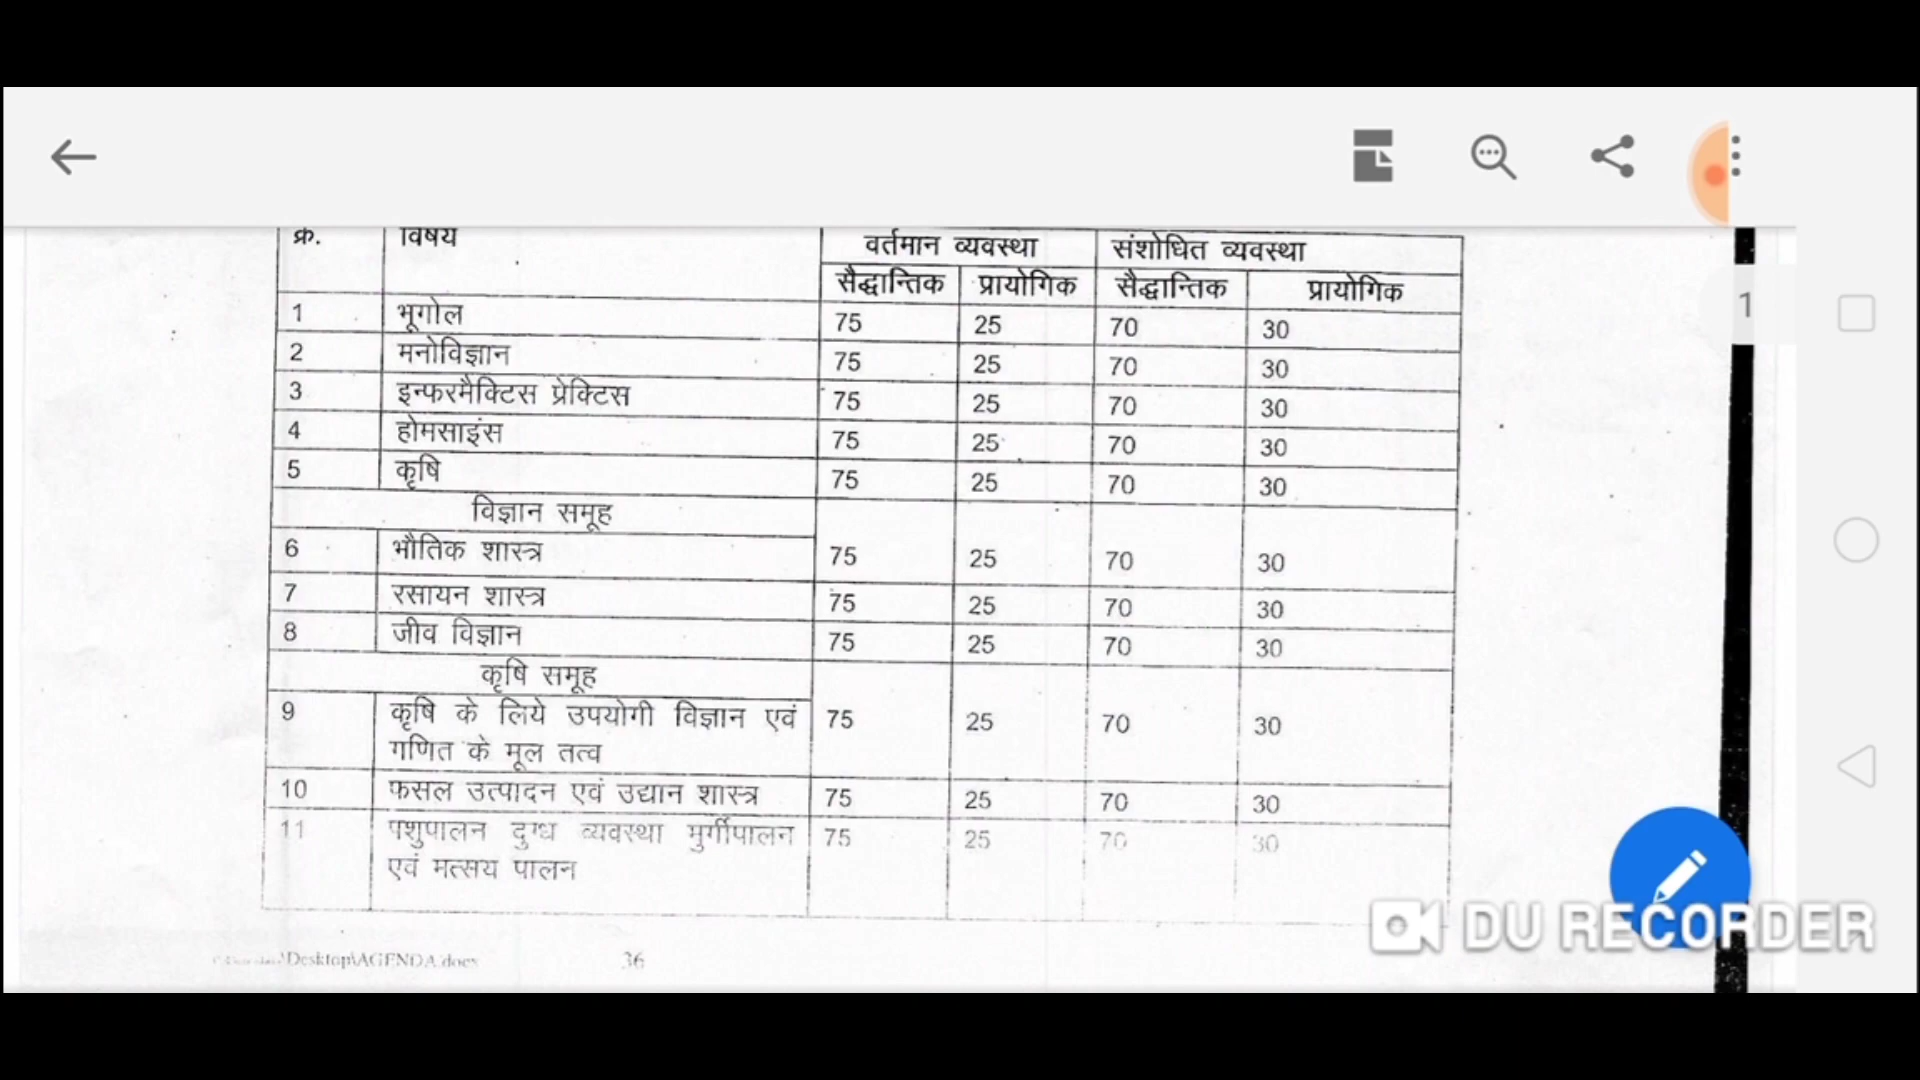 क्र. विषय वर्तमान व्यवस्था संशोधित व्यवस्था
सैद्धान्तिक प्रायोगिक सैद्धान्तिक प्रायोगिक
1 भूगोल 75 25 70 30
2 मनोविज्ञान 75 25 70 30
3 इन्फरमैक्टिस प्रेक्टिस 75 25 70 30
4 होमसाइंस 75 25 70 30
5 कृषि 75 25 70 30
विज्ञान समूह
6 भौतिक शास्त्र 75 25 70 30
7 रसायन शास्त्र 75 25 70 30
8 जीव विज्ञान 75 25 70 30
कृषि समूह
9 कृषि के लिये उपयोगी विज्ञान एवं 75 25 70 30
गणित के मूल तत्व
10 फसल उत्पादन एवं उद्यान शास्त्र 75 25 70 30
11 पशुपालन दुग्ध व्यवस्था मुर्गीपालन 75 25 70 30
एवं मत्सय पालन
\Desktop\AGENDA.docx 36
1
DU RECORDER